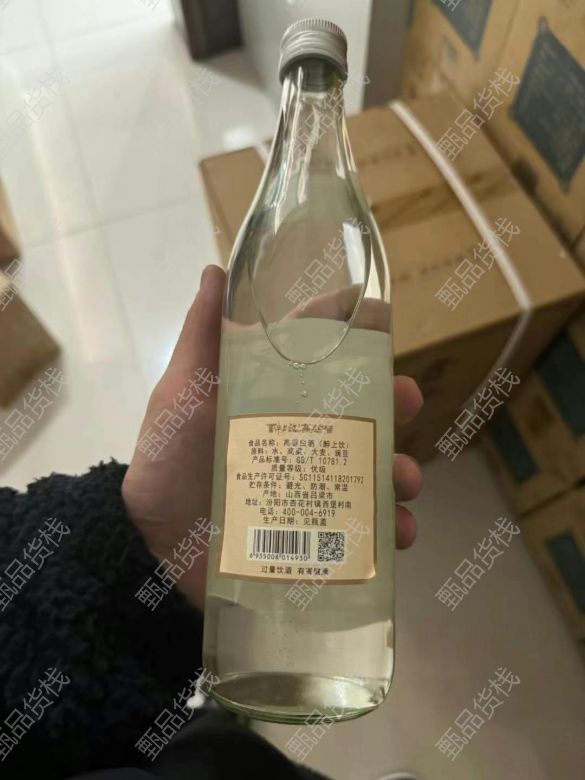 食品名称：高粱白酒（醉上饮）
原料：水、高粱、大麦、豌豆
产品标准号：GB/T 10781.2
质量等级：优级
食品生产许可证号：SC11514118201792
贮存条件：避光、防潮、常温
产地：山西省吕梁市
地址：汾阳市杏花村镇西堡村南
电话：400-004-6919
生产日期：见瓶盖
6935008014930
过量饮酒 有害健康
甄品货栈